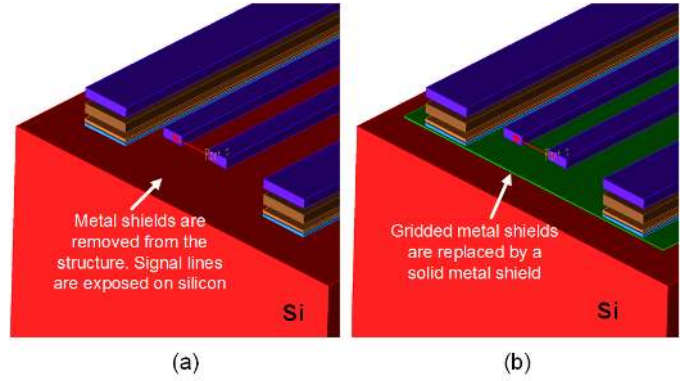 Metal shields are
removed from the
structure. Signal lines
are exposed on silicon
Si
(a)
Gridded metal shields
are replaced by a
solid metal shield
Si
(b)